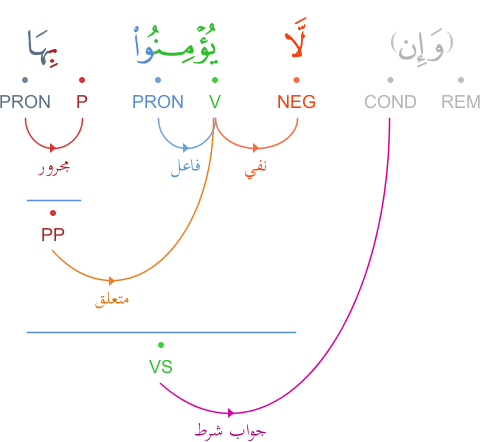 (وَإِن) لَّا يُؤْمِنُوا۟ بِهَا
REM COND NEG V PRON P PRON
نفي فاعل مجرور
PP
متعلق
VS
جواب شرط